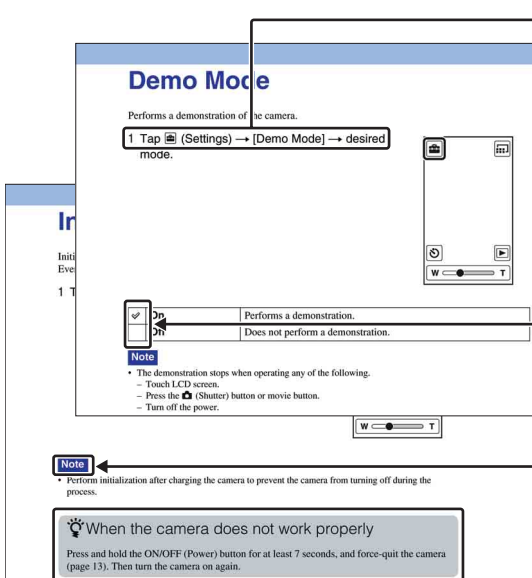 Demo Mode
Performs a demonstration of the camera.
1 Tap (Settings) → [Demo Mode] → desired
mode.
In
Initi
Eve
1 T
W T
✓ On Performs a demonstration.
Does not perform a demonstration.
Note
• The demonstration stops when operating any of the following.
– Touch LCD screen.
– Press the (Shutter) button or movie button.
– Turn off the power.
W T
Note
• Perform initialization after charging the camera to prevent the camera from turning off during the
process.
When the camera does not work properly
Press and hold the ON/OFF (Power) button for at least 7 seconds, and force-quit the camera
(page 13). Then turn the camera on again.